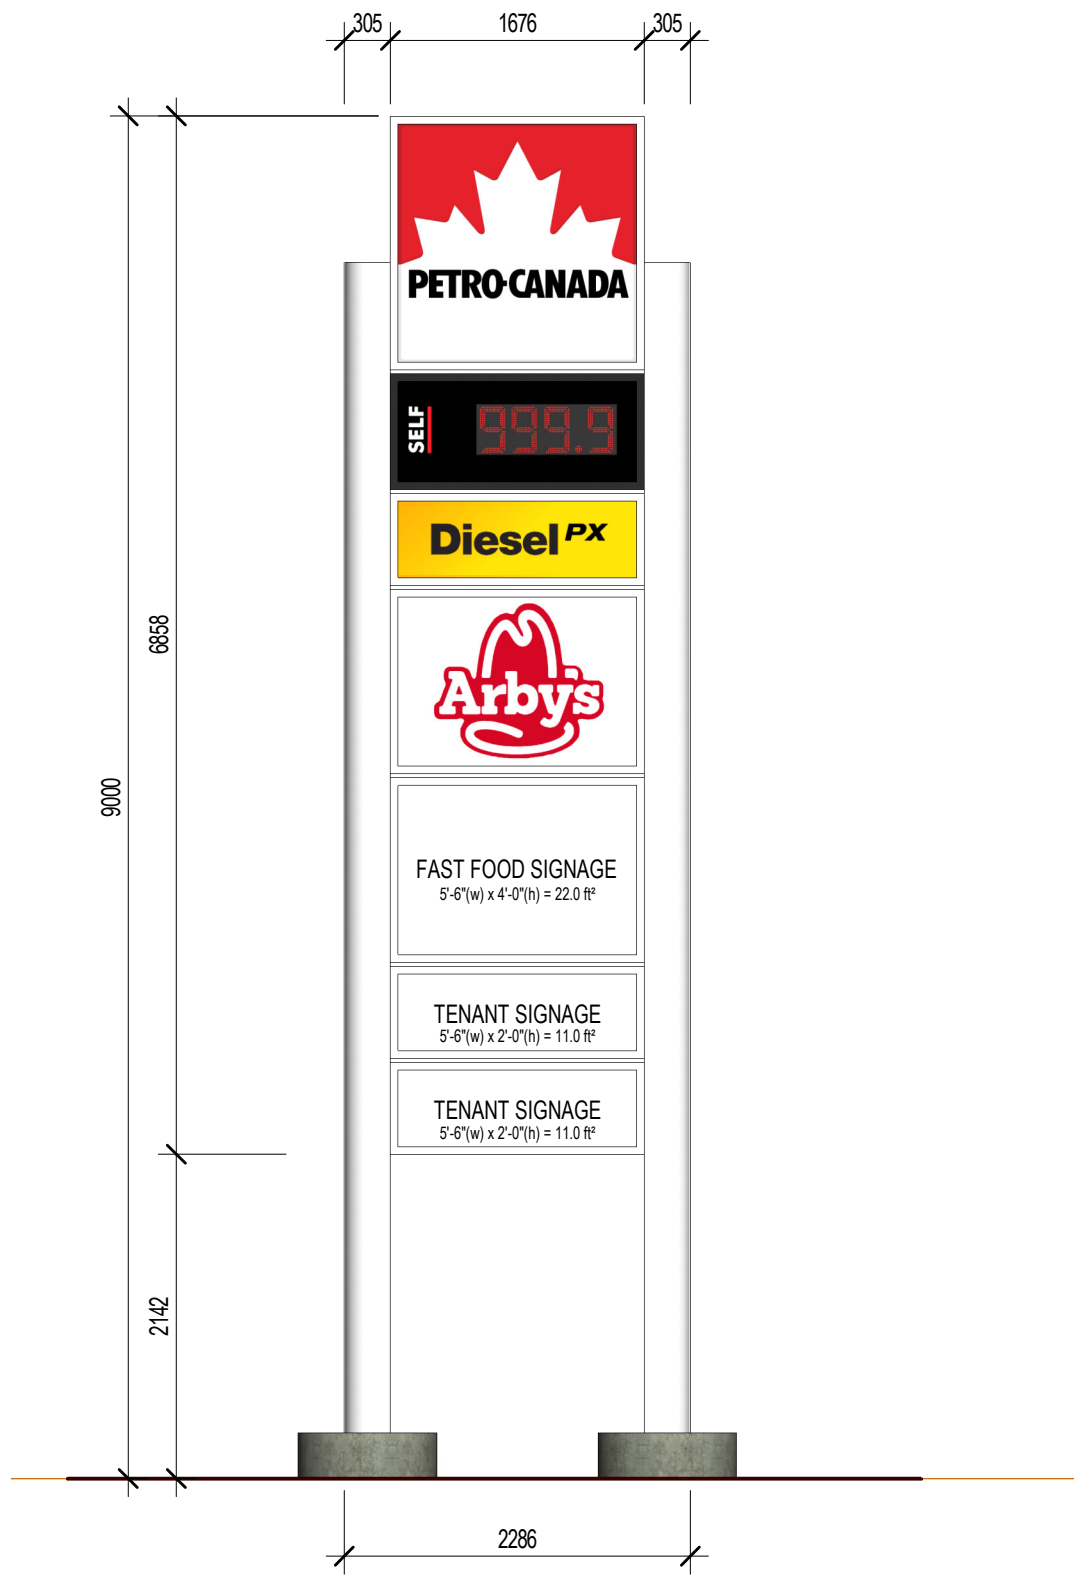 305 1676 305
PETRO-CANADA
SELF
999.9
Diesel PX
6858
Arby's
9000
FAST FOOD SIGNAGE
5'-6"(w) x 4'-0"(h) = 22.0 ft²
TENANT SIGNAGE
5'-6"(w) x 2'-0"(h) = 11.0 ft²
TENANT SIGNAGE
5'-6"(w) x 2'-0"(h) = 11.0 ft²
2142
2286